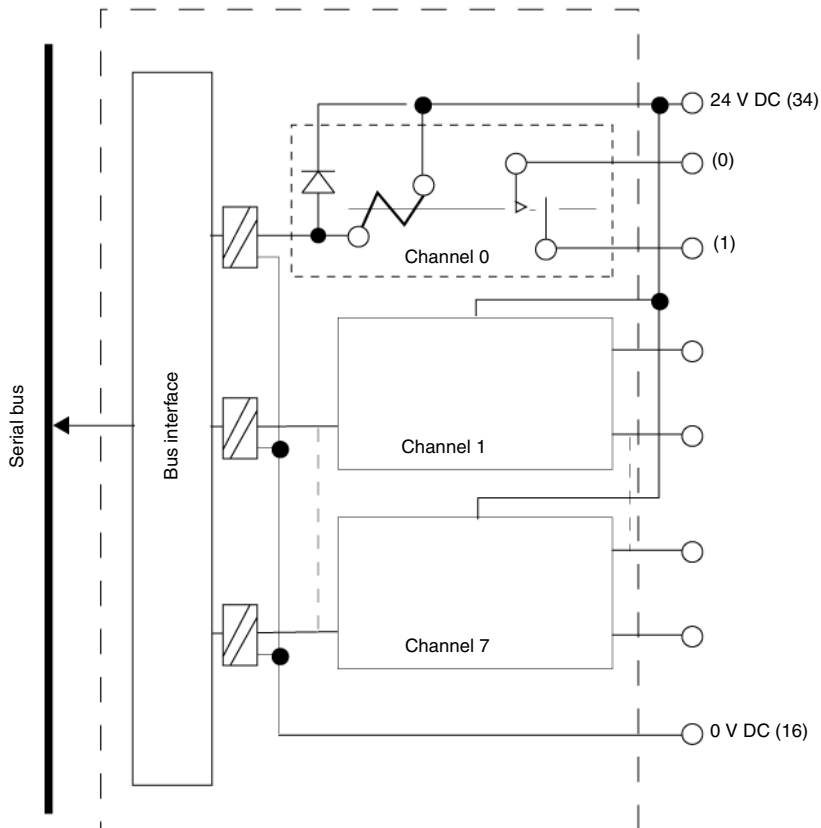 24 V DC (34)
(0)
(1)
Channel 0
Serial bus
Bus interface
Channel 1
Channel 7
0 V DC (16)